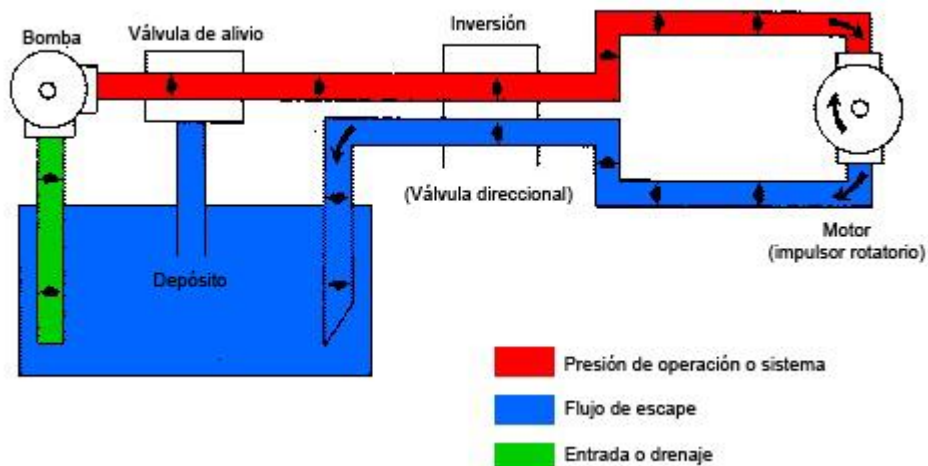 Bomba
Válvula de alivio
Inversión
(Válvula direccional)
Motor
(impulsor rotatorio)
Depósito
Presión de operación o sistema
Flujo de escape
Entrada o drenaje